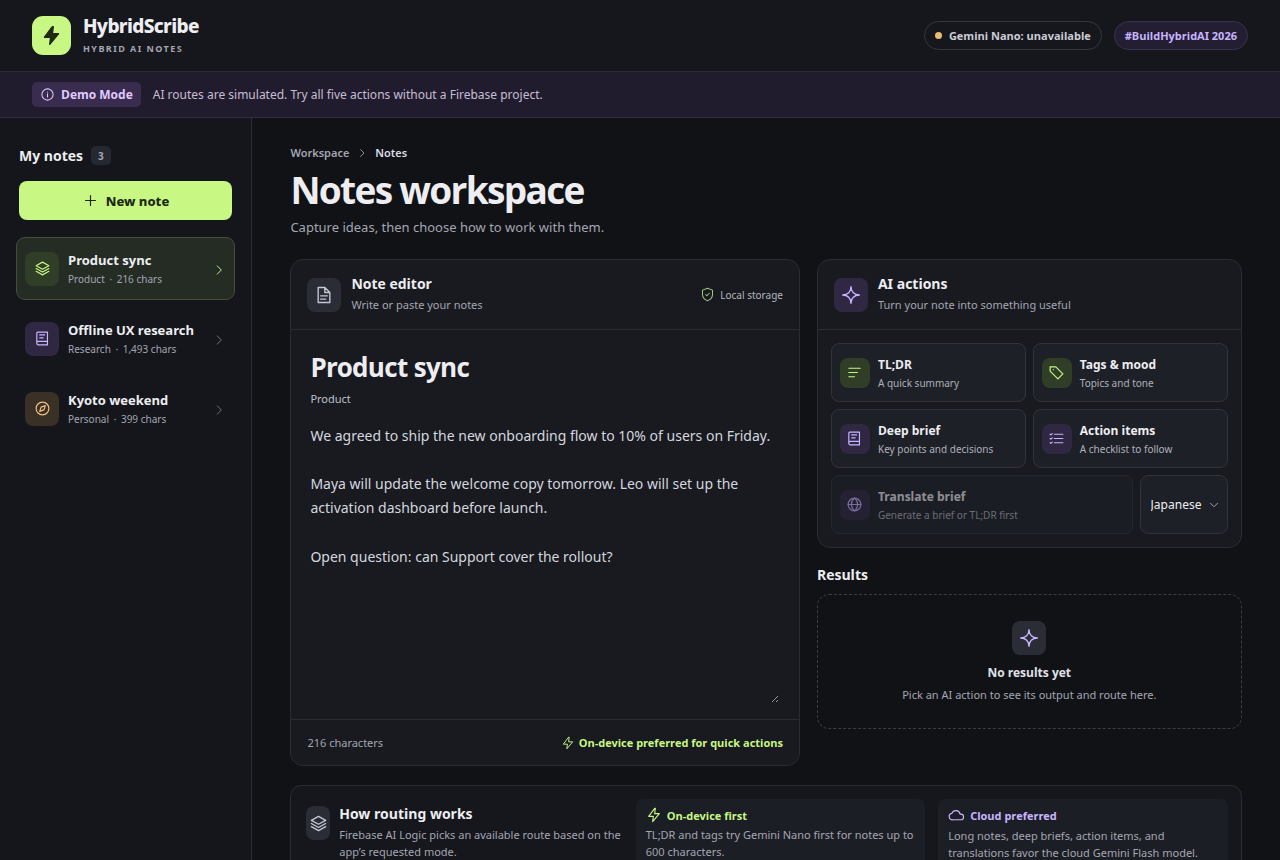 HybridScribe
HYBRID AI NOTES
Gemini Nano: unavailable
#BuildHybridAI 2026
Demo Mode
AI routes are simulated. Try all five actions without a Firebase project.
My notes 3
New note
Product sync
Product · 216 chars
Offline UX research
Research · 1,493 chars
Kyoto weekend
Personal · 399 chars
Workspace > Notes
Notes workspace
Capture ideas, then choose how to work with them.
Note editor
Write or paste your notes
Local storage
Product sync
Product
We agreed to ship the new onboarding flow to 10% of users on Friday.
Maya will update the welcome copy tomorrow. Leo will set up the
activation dashboard before launch.
Open question: can Support cover the rollout?
216 characters
On-device preferred for quick actions
AI actions
Turn your note into something useful
TL;DR
A quick summary
Tags & mood
Topics and tone
Deep brief
Key points and decisions
Action items
A checklist to follow
Translate brief
Generate a brief or TL;DR first
Japanese
Results
No results yet
Pick an AI action to see its output and route here.
How routing works
Firebase AI Logic picks an available route based on the
app's requested mode.
On-device first
TL;DR and tags try Gemini Nano first for notes up to
600 characters.
Cloud preferred
Long notes, deep briefs, action items, and
translations favor the cloud Gemini Flash model.